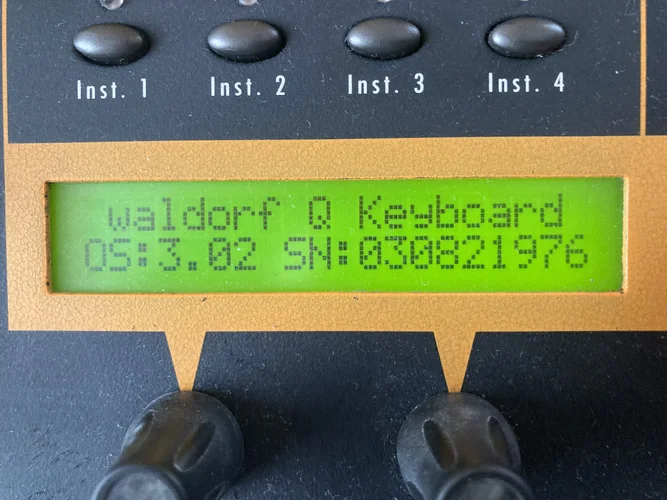 Inst. 1 Inst. 2 Inst. 3 Inst. 4
waldorf Q Keyboard
OS:3.02 SN:030821976